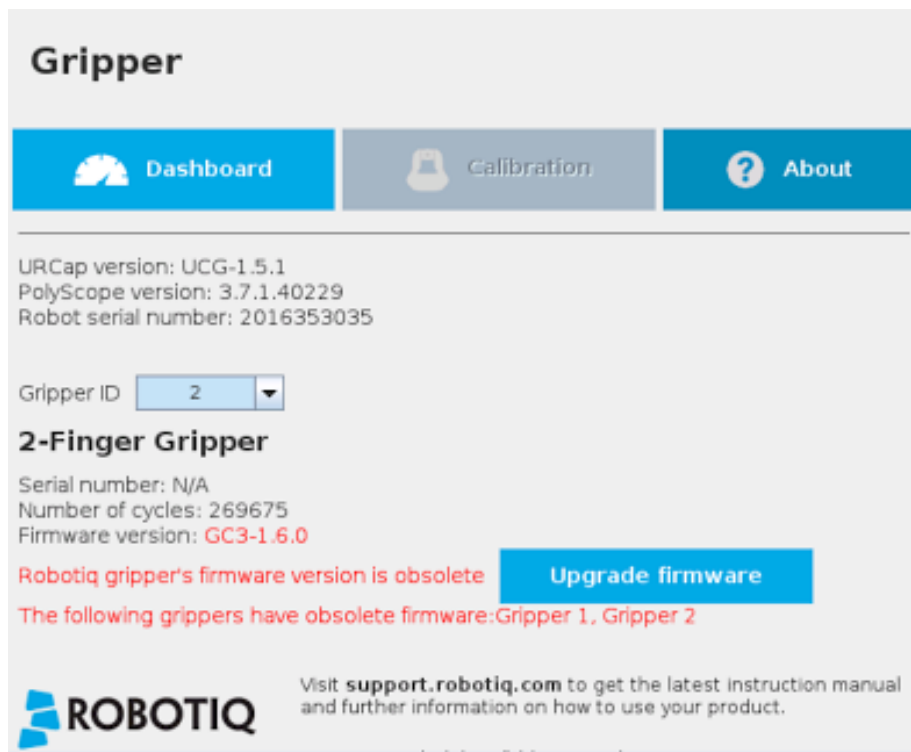 Gripper
Dashboard
Calibration
About
URCap version: UCG-1.5.1
PolyScope version: 3.7.1.40229
Robot serial number: 2016353035
Gripper ID 2
2-Finger Gripper
Serial number: N/A
Number of cycles: 269675
Firmware version: GC3-1.6.0
Robotiq gripper's firmware version is obsolete Upgrade firmware
The following grippers have obsolete firmware:Gripper 1, Gripper 2
ROBOTIQ
Visit support.robotiq.com to get the latest instruction manual
and further information on how to use your product.